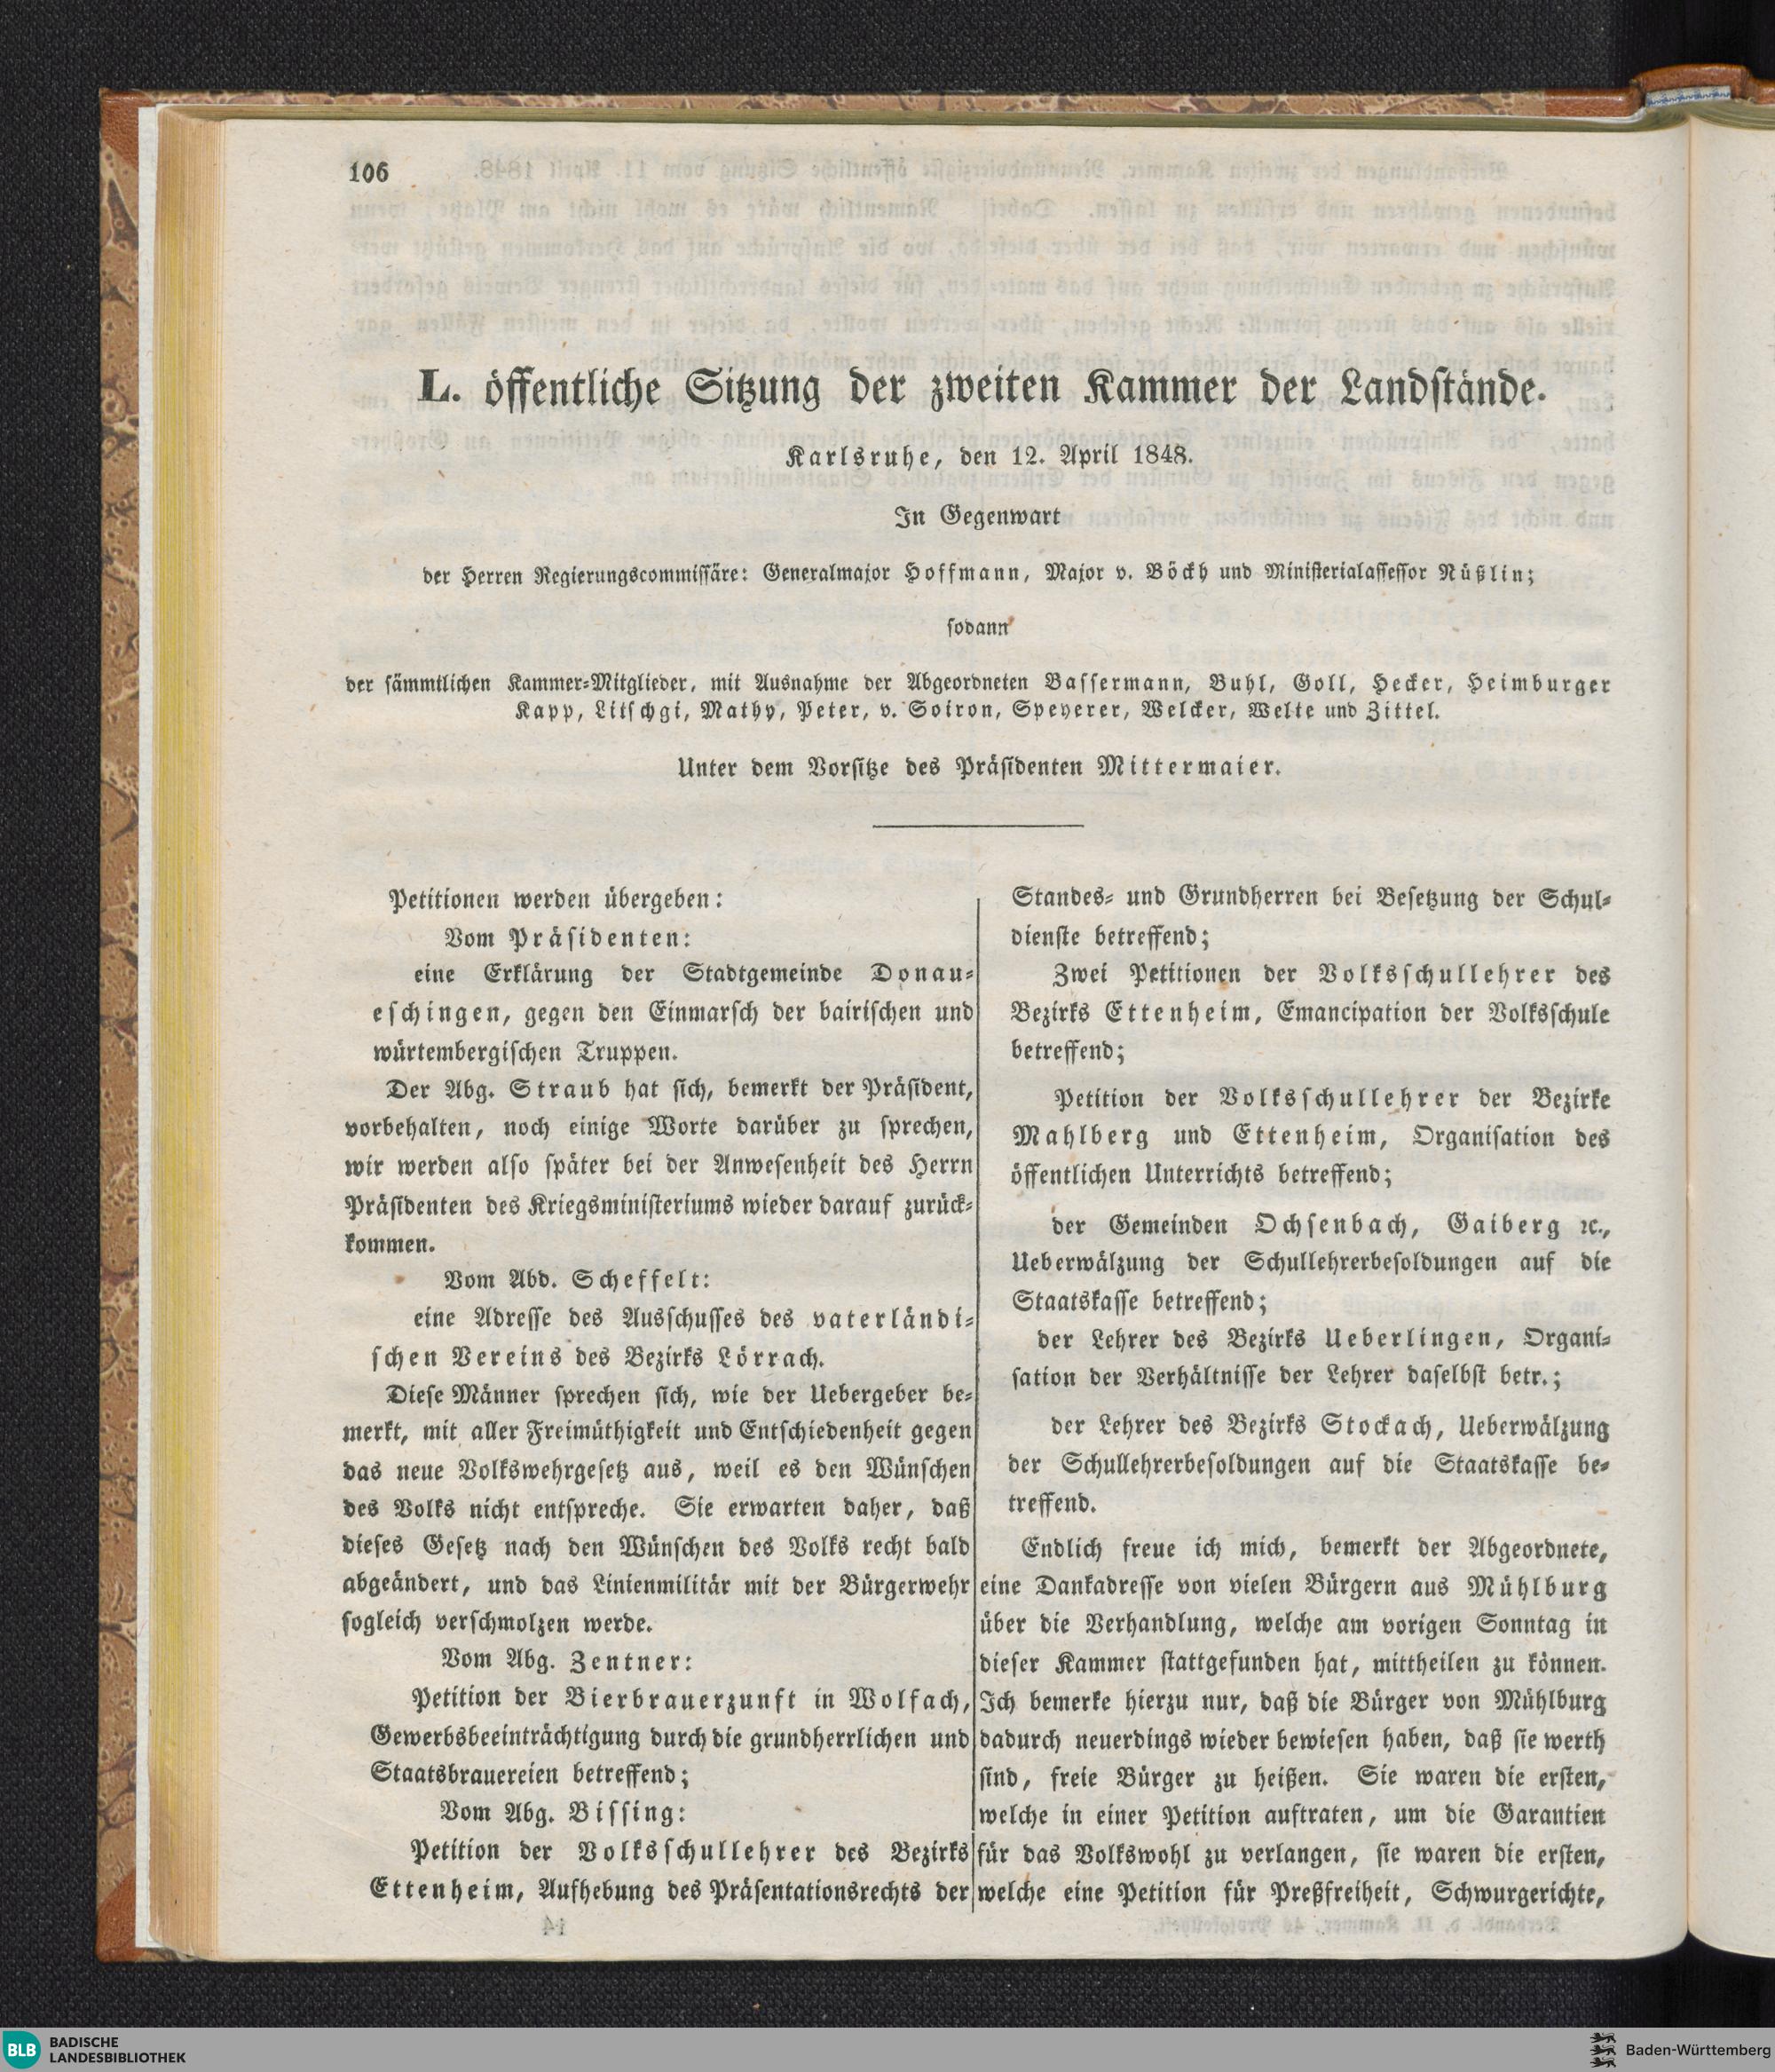 106
L. öffentliche Sitzung der zweiten Kammer der Landstände.
Karlsruhe, den 12. April 1848.
In Gegenwart
der Herren Regierungscommissäre: Generalmajor Hoffmann, Major v. Böckh und Ministerialassessor Nüßlin;
sodann
der sämmtlichen Kammer-Mitglieder, mit Ausnahme der Abgeordneten Bassermann, Buhl, Goll, Hecker, Heimburger
Kapp, Litschgi, Mathy, Peter, v. Soiron, Speyerer, Welcker, Welte und Zittel.
Unter dem Vorsitze des Präsidenten Mittermaier.
Petitionen werden übergeben:
Vom Präsidenten:
eine Erklärung der Stadtgemeinde Donau-
eschingen, gegen den Einmarsch der bairischen und
würtembergischen Truppen.
Der Abg. Straub hat sich, bemerkt der Präsident,
vorbehalten, noch einige Worte darüber zu sprechen,
wir werden also später bei der Anwesenheit des Herrn
Präsidenten des Kriegsministeriums wieder darauf zurück-
kommen.
Vom Abd. Scheffelt:
eine Adresse des Ausschusses des vaterländi-
schen Vereins des Bezirks Lörrach.
Diese Männer sprechen sich, wie der Uebergeber be-
merkt, mit aller Freimüthigkeit und Entschiedenheit gegen
das neue Volkswehrgesetz aus, weil es den Wünschen
des Volks nicht entspreche. Sie erwarten daher, daß
dieses Gesetz nach den Wünschen des Volks recht bald
abgeändert, und das Linienmilitär mit der Bürgerwehr
sogleich verschmolzen werde.
Vom Abg. Zentner:
Petition der Bierbrauerzunft in Wolfach,
Gewerbsbeeinträchtigung durch die grundherrlichen und
Staatsbrauereien betreffend;
Vom Abg. Bissing:
Petition der Volksschullehrer des Bezirks
Ettenheim, Aufhebung des Präsentationsrechts der
Standes- und Grundherren bei Besetzung der Schul-
dienste betreffend;
Zwei Petitionen der Volksschullehrer des
Bezirks Ettenheim, Emancipation der Volksschule
betreffend;
Petition der Volksschullehrer der Bezirke
Mahlberg und Ettenheim, Organisation des
öffentlichen Unterrichts betreffend;
der Gemeinden Ochsenbach, Gaiberg ꝛc.,
Ueberwälzung der Schullehrerbesoldungen auf die
Staatskasse betreffend;
der Lehrer des Bezirks Ueberlingen, Organi-
sation der Verhältnisse der Lehrer daselbst betr.;
der Lehrer des Bezirks Stockach, Ueberwälzung
der Schullehrerbesoldungen auf die Staatskasse be-
treffend.
Endlich freue ich mich, bemerkt der Abgeordnete,
eine Dankadresse von vielen Bürgern aus Mühlburg
über die Verhandlung, welche am vorigen Sonntag in
dieser Kammer stattgefunden hat, mittheilen zu können.
Ich bemerke hierzu nur, daß die Bürger von Mühlburg
dadurch neuerdings wieder bewiesen haben, daß sie werth
sind, freie Bürger zu heißen. Sie waren die ersten,
welche in einer Petition auftraten, um die Garantien
für das Volkswohl zu verlangen, sie waren die ersten,
welche eine Petition für Preßfreiheit, Schwurgerichte,
BLB BADISCHE
LANDESBIBLIOTHEK
Baden-Württemberg